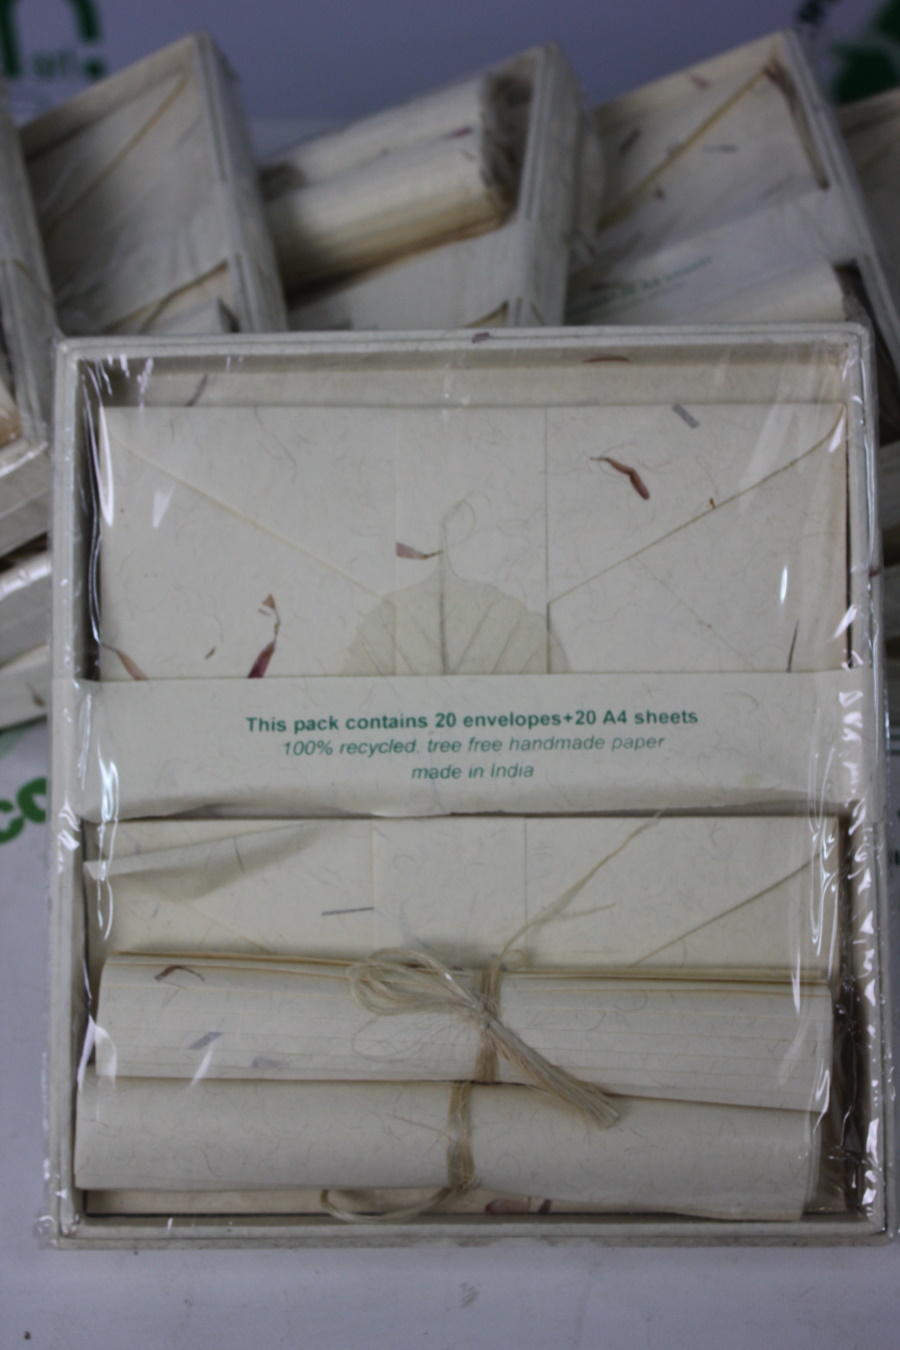 This pack contains 20 envelopes+20 A4 sheets
100% recycled, tree free handmade paper
made in India